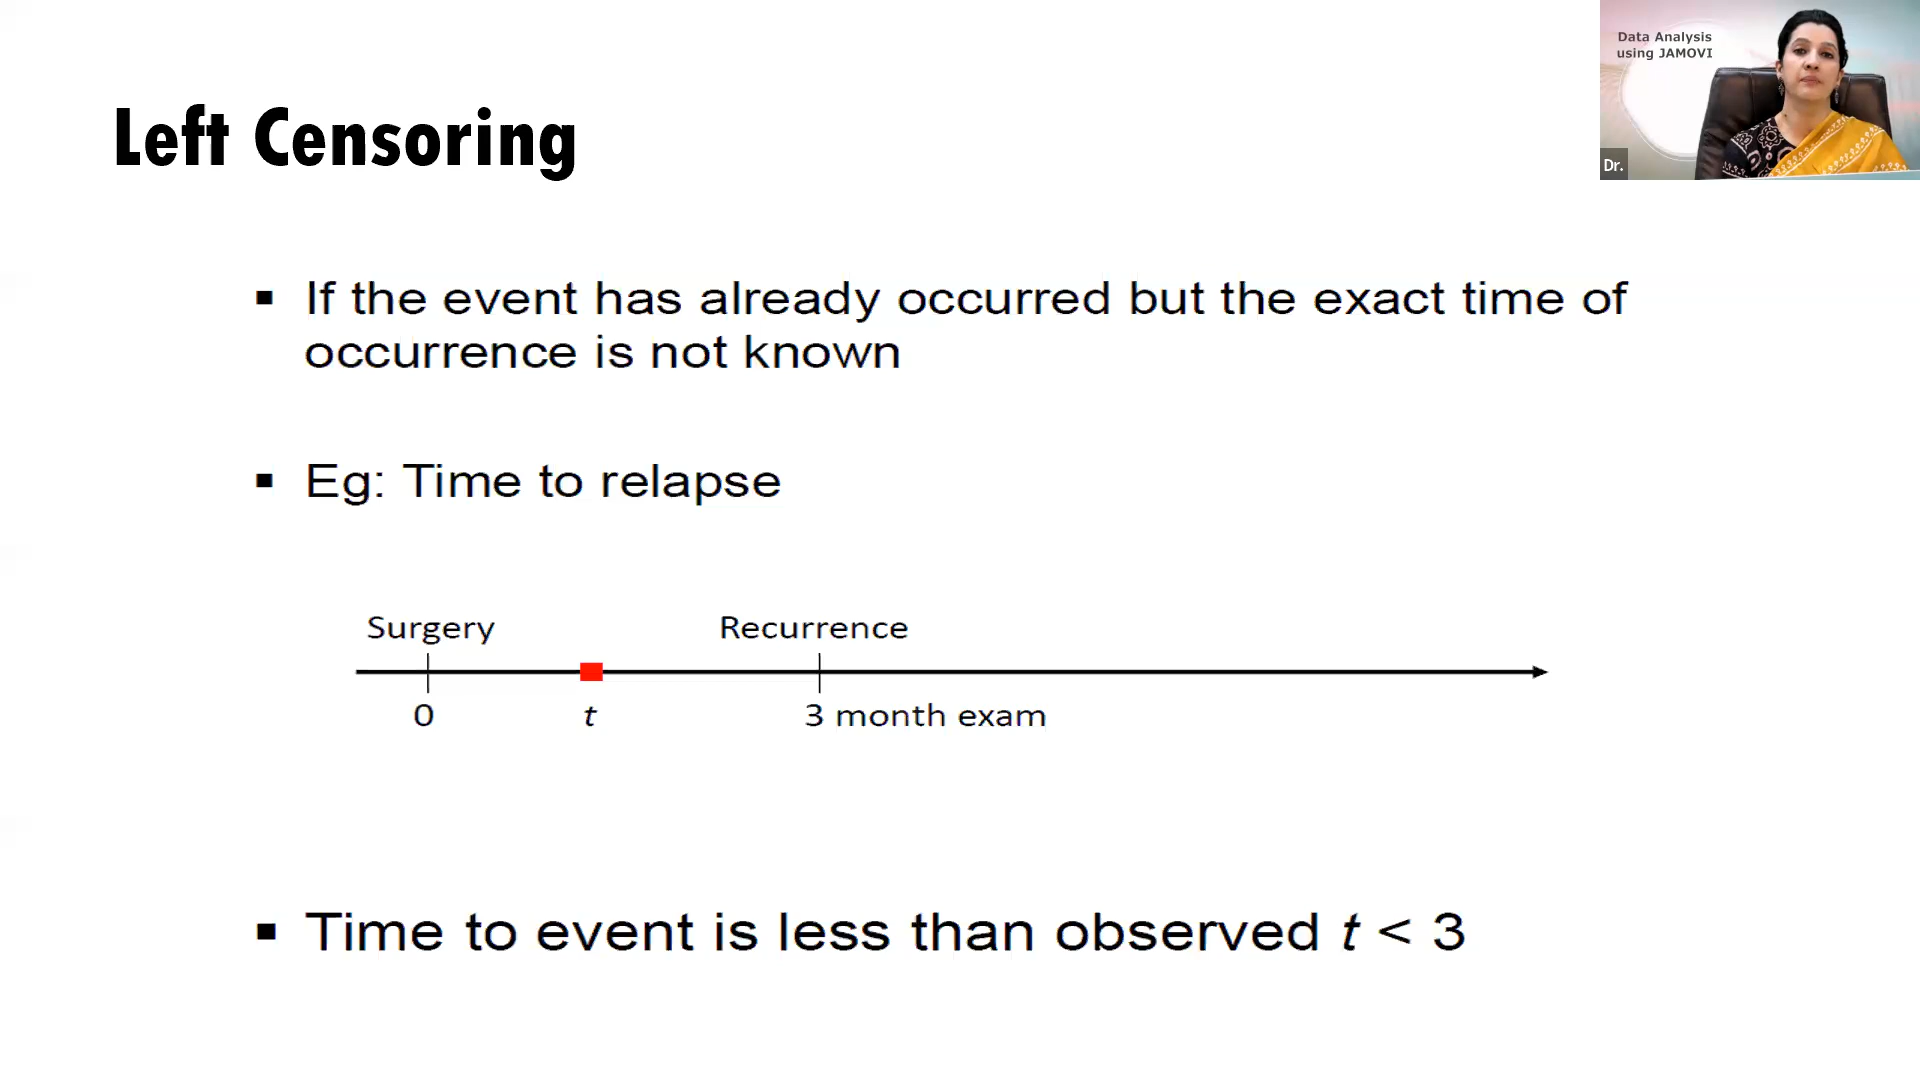 Data Analysis
using JAMOVI
Dr.
Left Censoring
▪ If the event has already occurred but the exact time of
occurrence is not known
▪ Eg: Time to relapse
Surgery Recurrence
0 t 3 month exam
▪ Time to event is less than observed t < 3